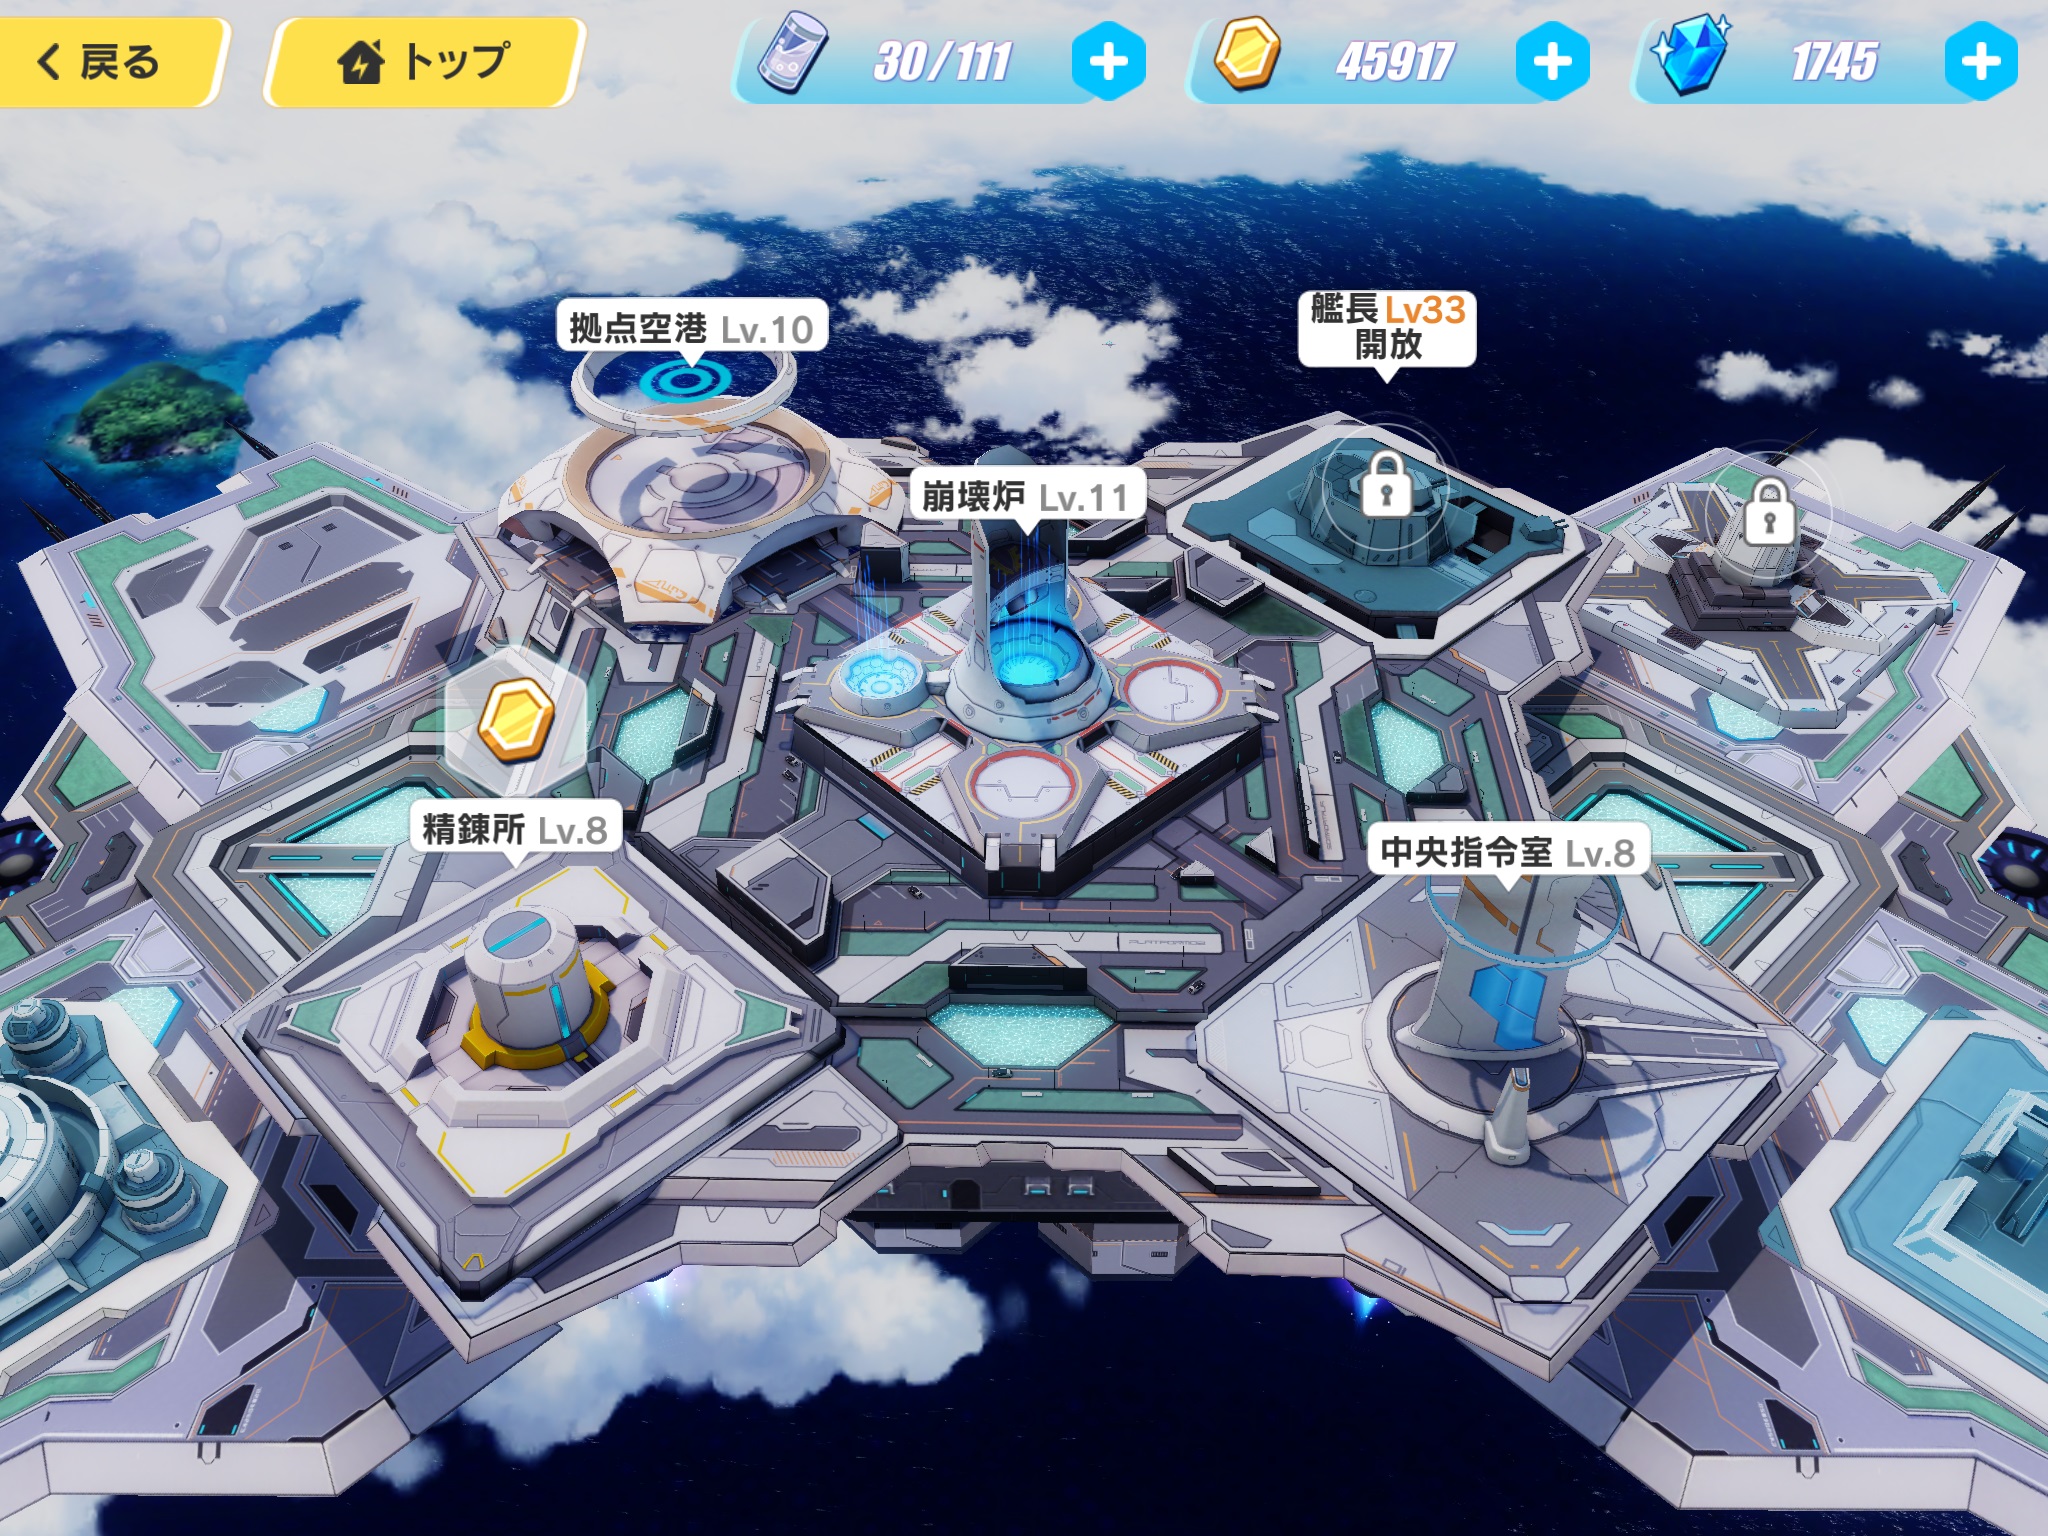 戻る
トップ
30/111
45917
1745
拠点空港 Lv.10
艦長Lv33
開放
崩壊炉 Lv.11
精錬所 Lv.8
中央指令室 Lv.8